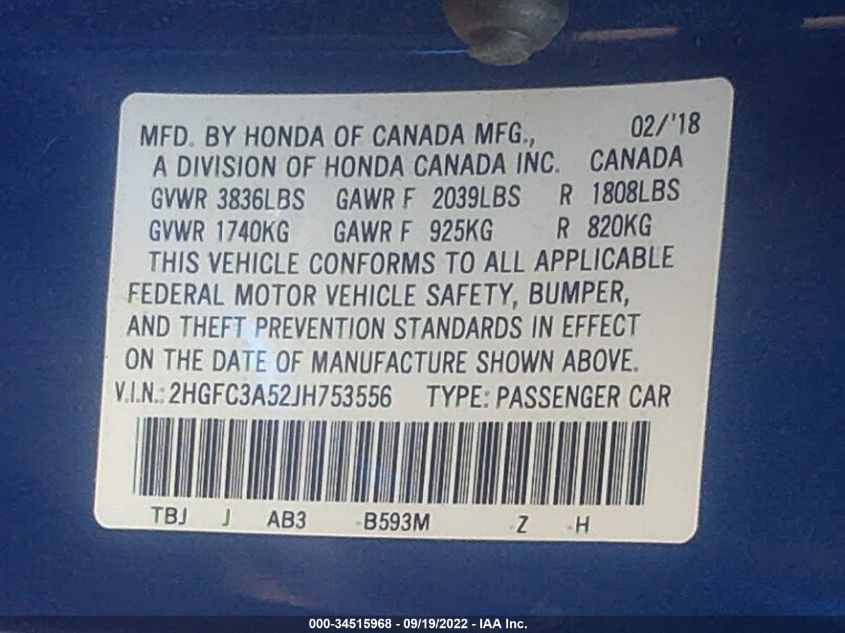 MFD. BY HONDA OF CANADA MFG., 02/'18
A DIVISION OF HONDA CANADA INC. CANADA
GVWR 3836LBS GAWR F 2039LBS R 1808LBS
GVWR 1740KG GAWR F 925KG R 820KG
THIS VEHICLE CONFORMS TO ALL APPLICABLE
FEDERAL MOTOR VEHICLE SAFETY, BUMPER,
AND THEFT PREVENTION STANDARDS IN EFFECT
ON THE DATE OF MANUFACTURE SHOWN ABOVE.
V.I.N.: 2HGFC3A52JH753556 TYPE: PASSENGER CAR
TBJ J AB3 -B593M -Z -H
000-34515968 - 09/19/2022 - IAA Inc.